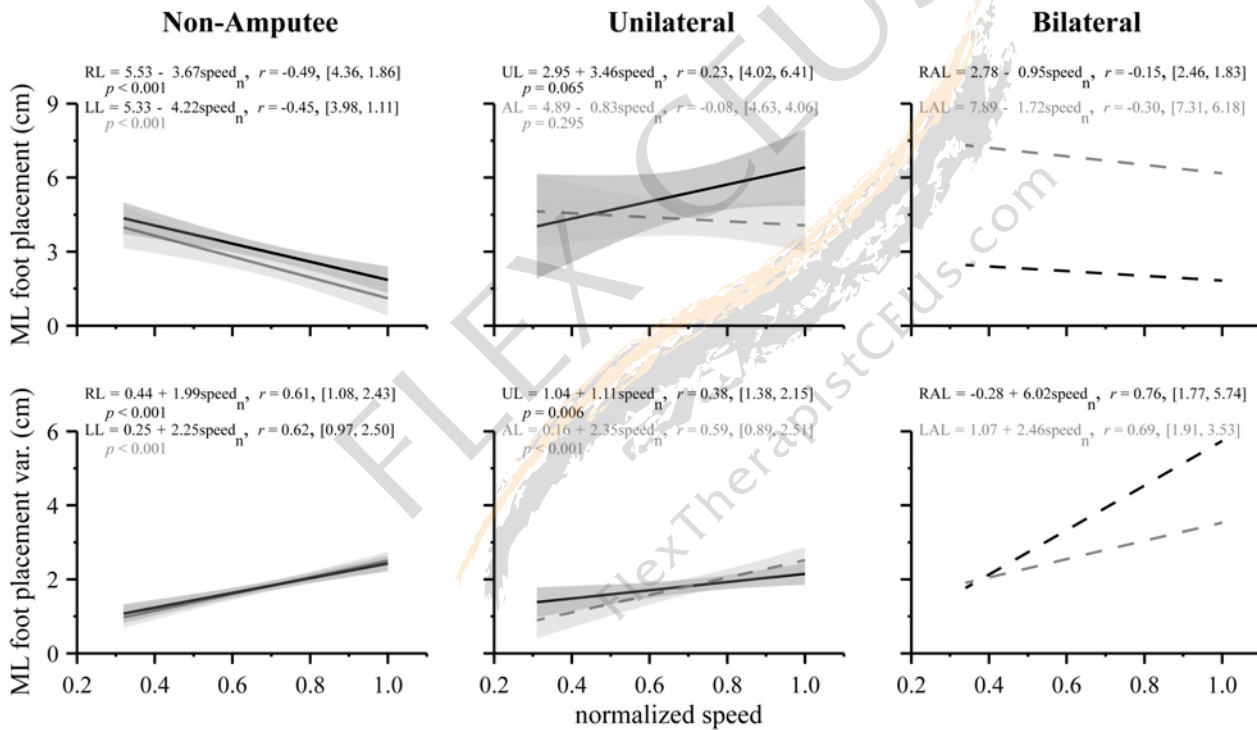 Non-Amputee
Unilateral
Bilateral
RL = 5.53 - 3.67speedn, r = -0.49, [4.36, 1.86]
p < 0.001
LL = 5.33 - 4.22speedn, r = -0.45, [3.98, 1.11]
p < 0.001
UL = 2.95 + 3.46speedn, r = 0.23, [4.02, 6.41]
p = 0.065
AL = 4.89 - 0.83speedn, r = -0.08, [4.63, 4.06]
p = 0.295
RAL = 2.78 - 0.95speedn, r = -0.15, [2.46, 1.83]
LAL = 7.89 - 1.72speedn, r = -0.30, [7.31, 6.18]
ML foot placement (cm)
9
6
3
0
RL = 0.44 + 1.99speedn, r = 0.61, [1.08, 2.43]
p < 0.001
LL = 0.25 + 2.25speedn, r = 0.62, [0.97, 2.50]
p < 0.001
UL = 1.04 + 1.11speedn, r = 0.38, [1.38, 2.15]
p = 0.006
AL = 0.16 + 2.35speedn, r = 0.59, [0.89, 2.51]
p < 0.001
RAL = -0.28 + 6.02speedn, r = 0.76, [1.77, 5.74]
LAL = 1.07 + 2.46speedn, r = 0.69, [1.91, 3.53]
ML foot placement var. (cm)
6
4
2
0
0.2 0.4 0.6 0.8 1.0
0.2 0.4 0.6 0.8 1.0
0.2 0.4 0.6 0.8 1.0
normalized speed
FLEX CEU
FlexTherapistCEUs.com